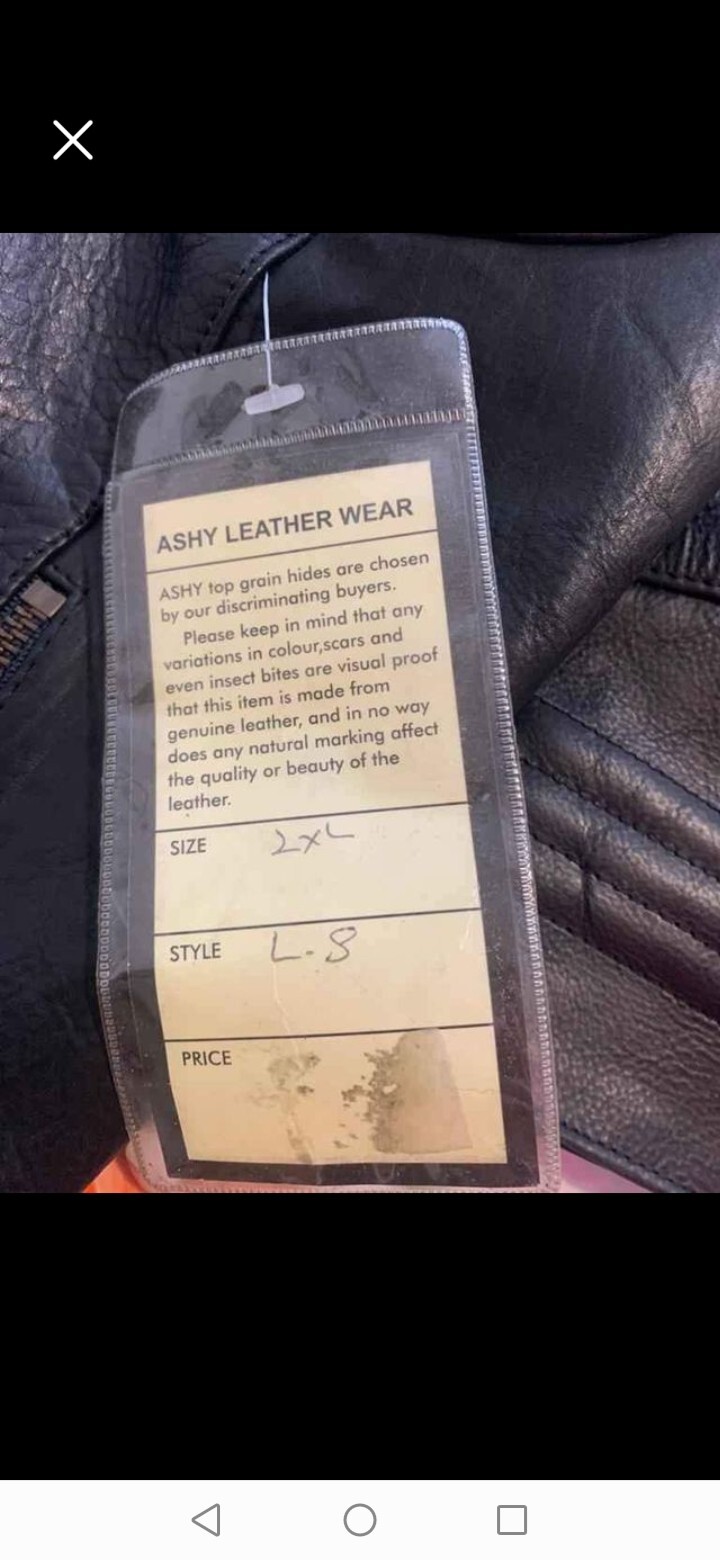 ASHY LEATHER WEAR
ASHY top grain hides are chosen
by our discriminating buyers.
Please keep in mind that any
variations in colour,scars and
even insect bites are visual proof
that this item is made from
genuine leather, and in no way
does any natural marking affect
the quality or beauty of the
leather.
SIZE 2XL
STYLE L-8
PRICE